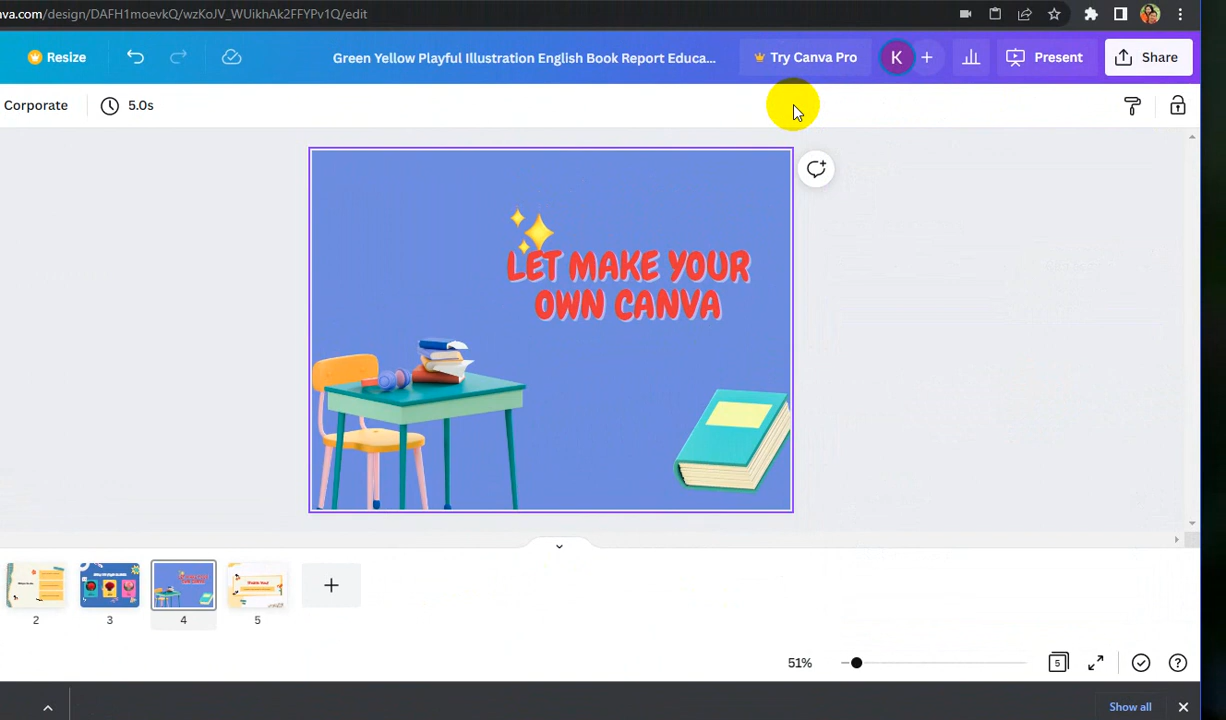 va.com/design/DAFH1moevkQ/wzKoJV_WUikhAk2FFYPv1Q/edit
Resize
Green Yellow Playful Illustration English Book Report Educa...
Try Canva Pro
K
Present
Share
Corporate
5.0s
LET MAKE YOUR
OWN CANVA
2
3
4
5
51%
5
Show all